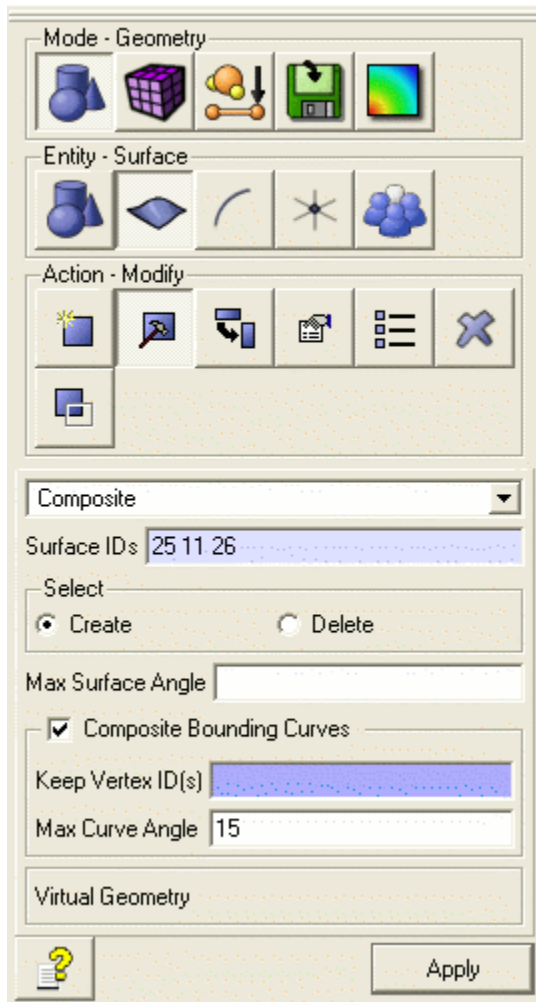 Mode - Geometry
Entity - Surface
Action - Modify
Composite
Surface IDs 25 11 26
Select
Create Delete
Max Surface Angle
Composite Bounding Curves
Keep Vertex ID(s)
Max Curve Angle 15
Virtual Geometry
? Apply